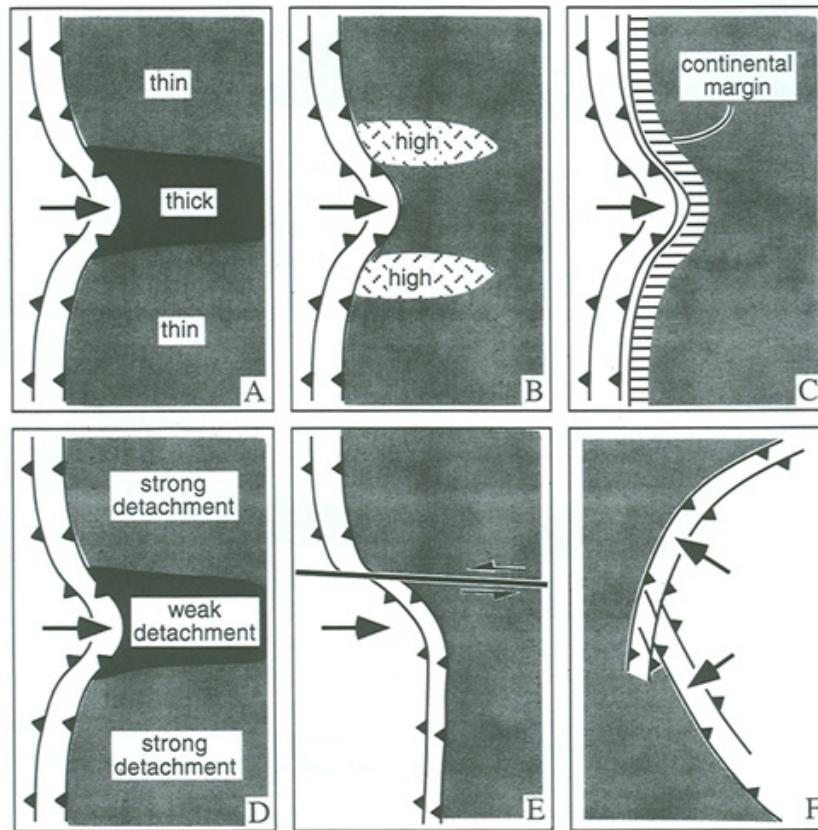 thin
thick
thin
A
high
high
B
continental
margin
C
strong
detachment
weak
detachment
strong
detachment
D
E
F